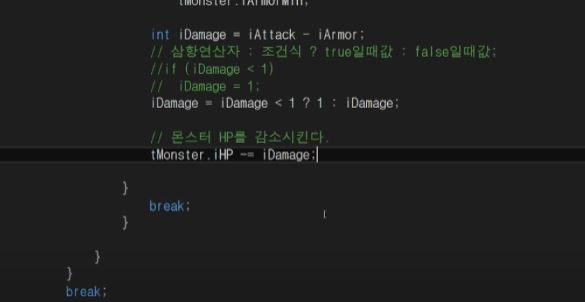 int iDamage = iAttack - iArmor;
// 삼항연산자 : 조건식 ? true일때값 : false일때값;
//if (iDamage < 1)
//  iDamage = 1;
iDamage = iDamage < 1 ? 1 : iDamage;
// 몬스터 HP를 감소시킨다.
tMonster.iHP -= iDamage;
}
break;
}
}
}
break;